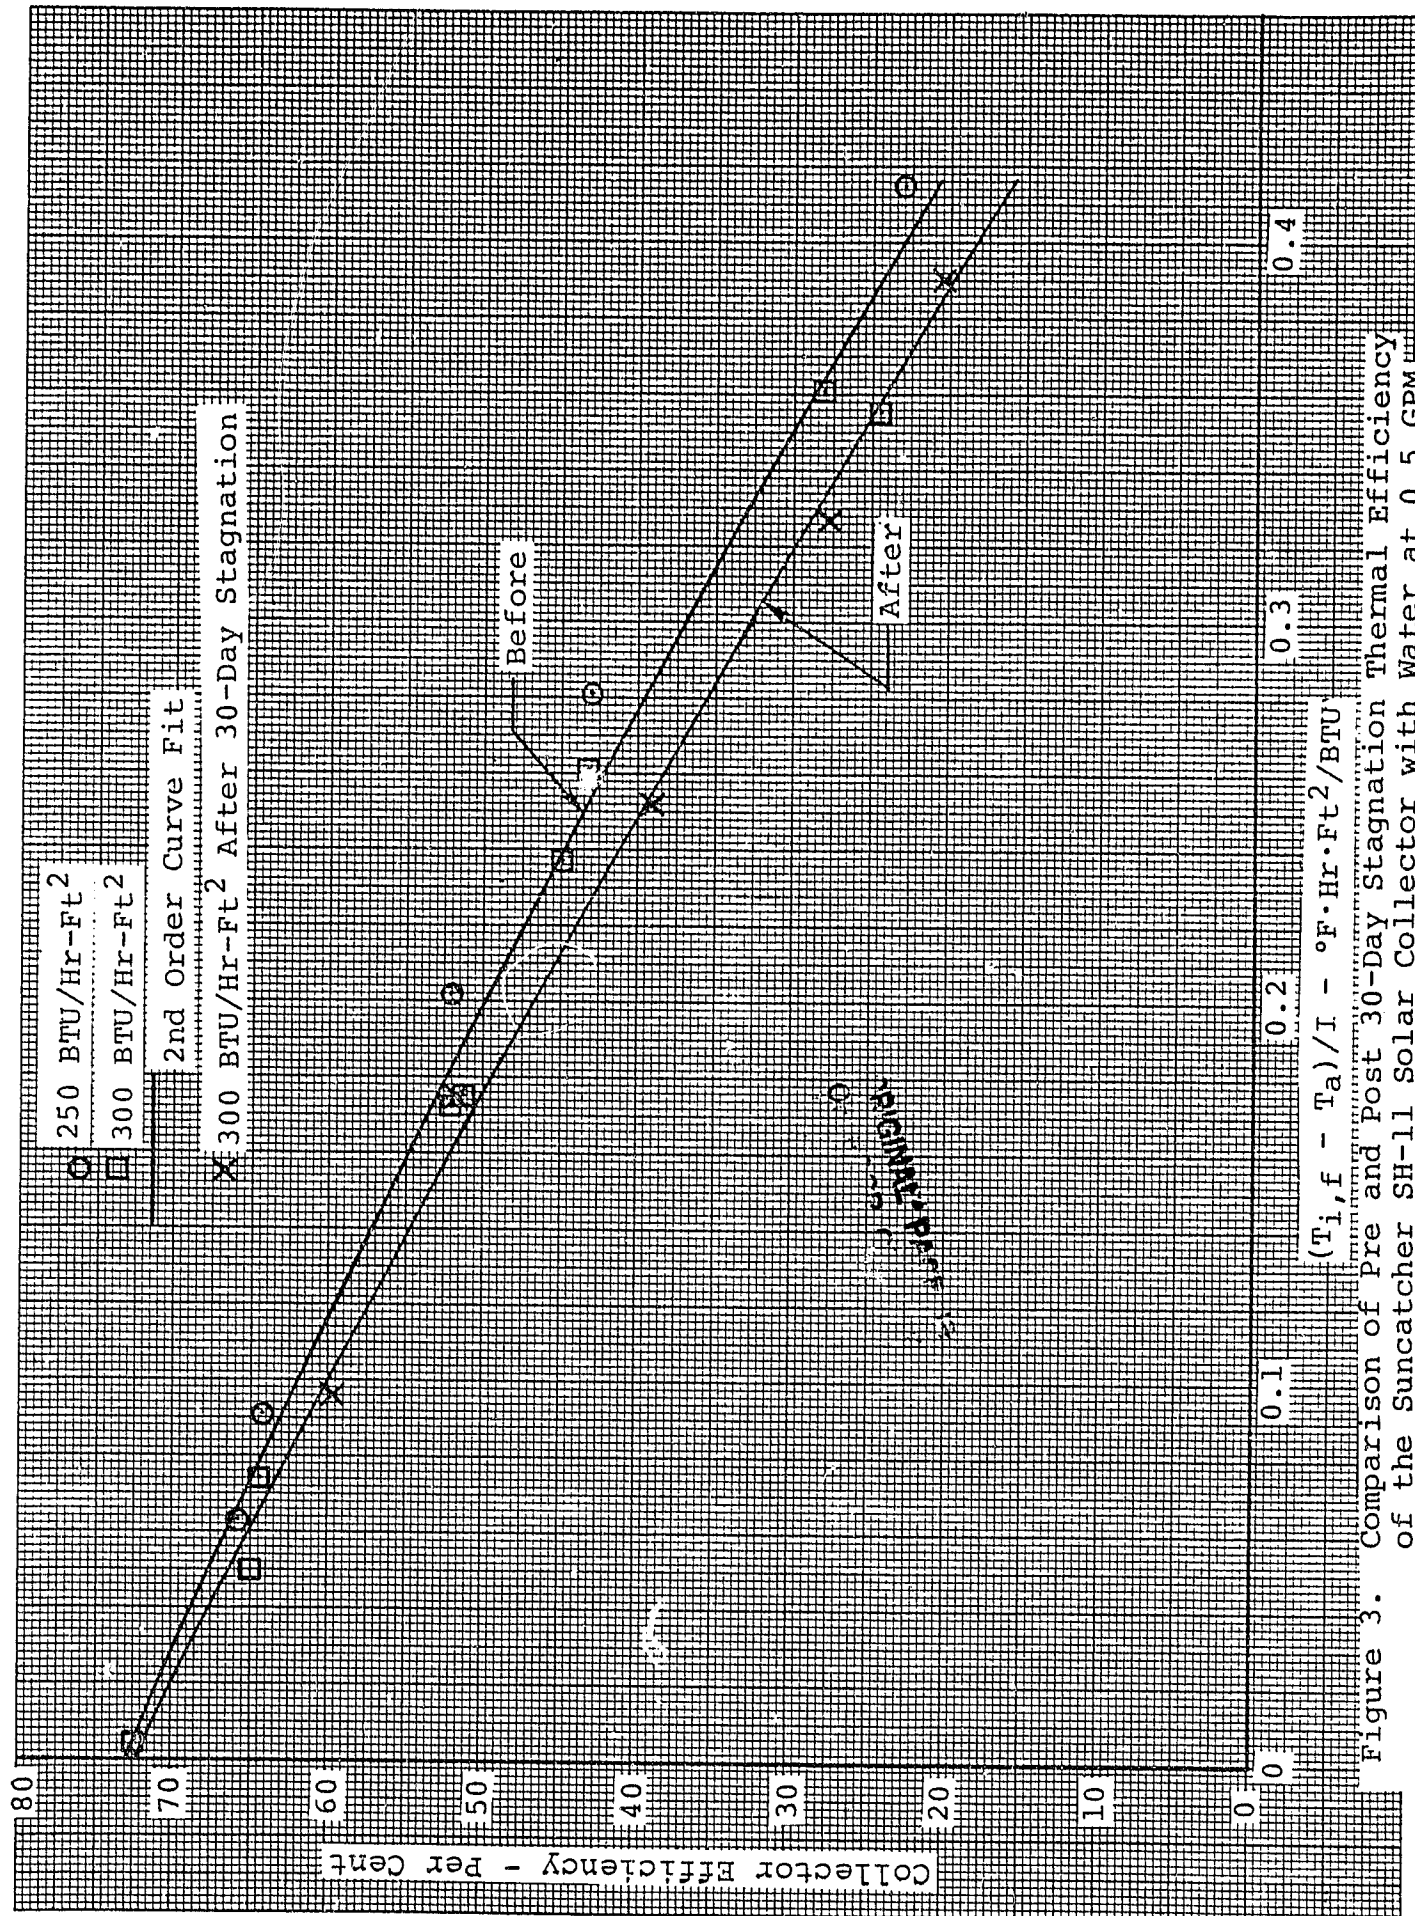 250 BTU/Hr-Ft2
300 BTU/Hr-Ft2
2nd Order Curve Fit
X 300 BTU/Hr-Ft2 After 30-Day Stagnation
80
70
60
50
40
30
20
10
0
Collector Efficiency - Per Cent
Before
After
0
0.1
0.2
0.3
0.4
(Ti,f - Ta)/I - °F·Hr·Ft2/BTU
Figure 3. Comparison of Pre and Post 30-Day Stagnation Thermal Efficiency
of the Suncatcher SH-11 Solar Collector with Water at 0.5 GPM